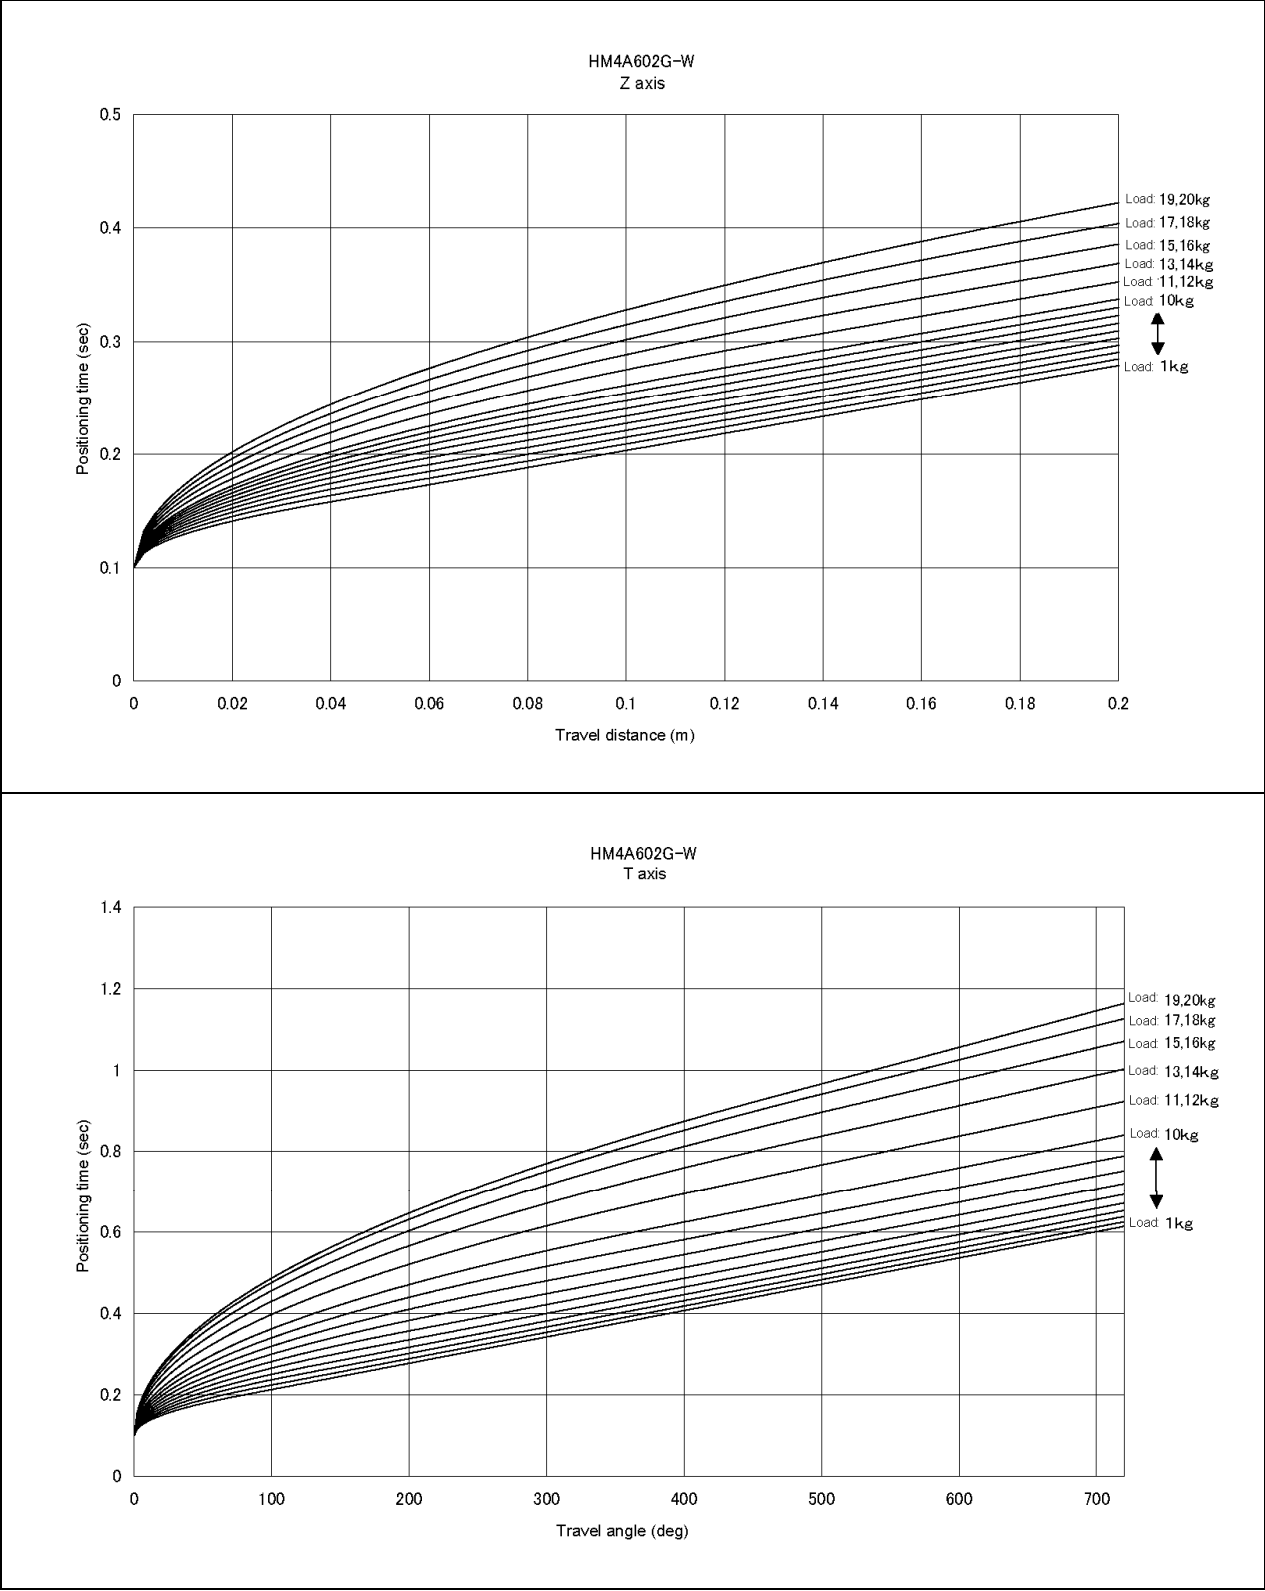 HM4A602G-W
Z axis
0.5
0.4
0.3
0.2
0.1
0
Positioning time (sec)
Load: 19,20kg
Load: 17,18kg
Load: 15,16kg
Load: 13,14kg
Load: 11,12kg
Load: 10kg
Load: 1kg
0 0.02 0.04 0.06 0.08 0.1 0.12 0.14 0.16 0.18 0.2
Travel distance (m)
HM4A602G-W
T axis
1.4
1.2
1
0.8
0.6
0.4
0.2
0
Positioning time (sec)
Load: 19,20kg
Load: 17,18kg
Load: 15,16kg
Load: 13,14kg
Load: 11,12kg
Load: 10kg
Load: 1kg
0 100 200 300 400 500 600 700
Travel angle (deg)